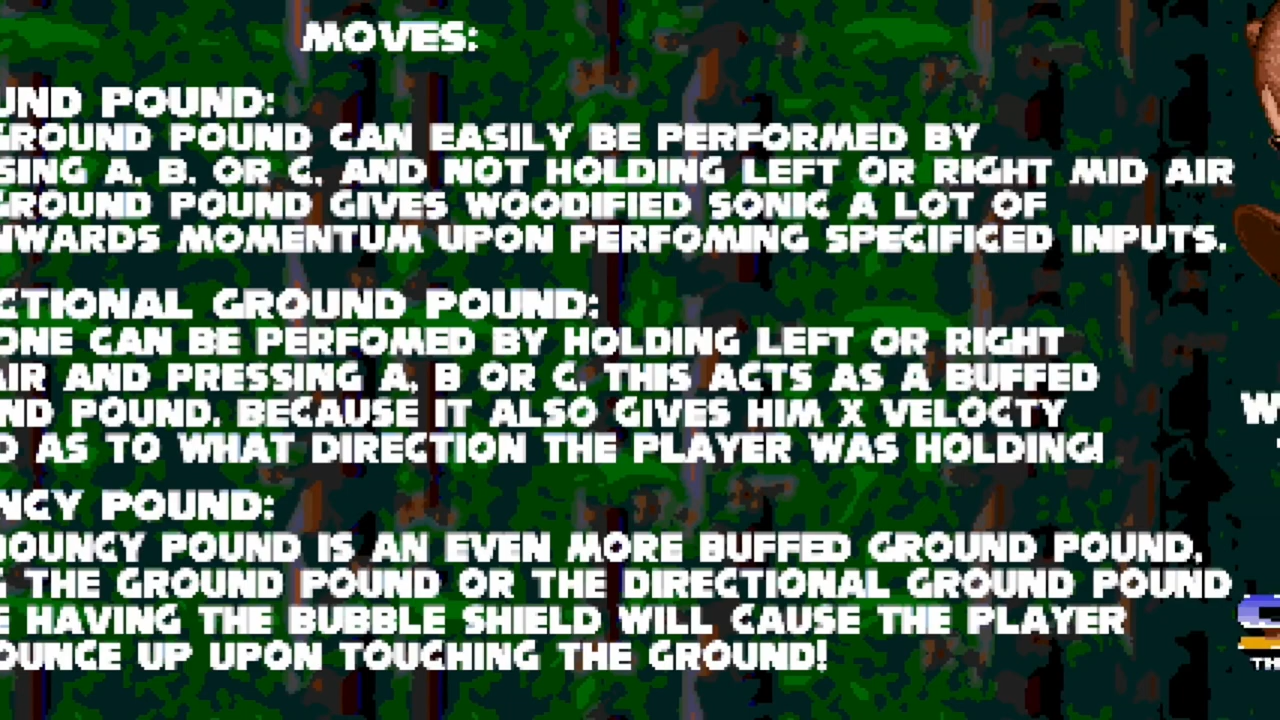 MOVES:
UND POUND:
GROUND POUND CAN EASILY BE PERFORMED BY
SING A, B, OR C, AND NOT HOLDING LEFT OR RIGHT MID AIR
GROUND POUND GIVES WOODIFIED SONIC A LOT OF
NWARDS MOMENTUM UPON PERFOMING SPECIFICED INPUTS.
CTIONAL GROUND POUND:
ONE CAN BE PERFOMED BY HOLDING LEFT OR RIGHT
AIR AND PRESSING A, B OR C, THIS ACTS AS A BUFFED
ND POUND. BECAUSE IT ALSO GIVES HIM X VELOCTY
D AS TO WHAT DIRECTION THE PLAYER WAS HOLDING!
NCY POUND:
BOUNCY POUND IS AN EVEN MORE BUFFED GROUND POUND,
G THE GROUND POUND OR THE DIRECTIONAL GROUND POUND
E HAVING THE BUBBLE SHIELD WILL CAUSE THE PLAYER
OUNCE UP UPON TOUCHING THE GROUND!
W
TH